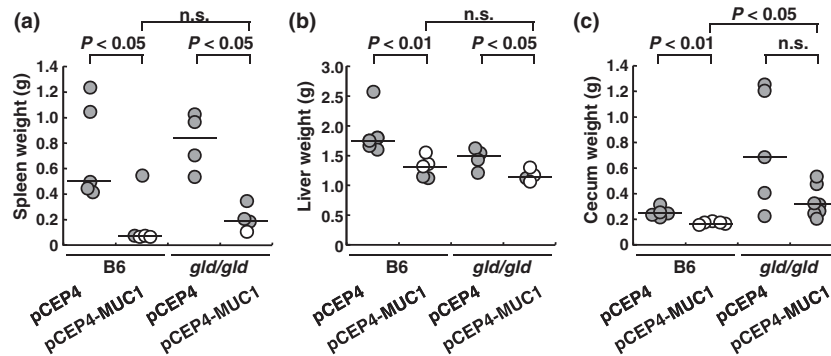 (a)
n.s.
P < 0.05
P < 0.05
Spleen weight (g)
1.4
1.2
1.0
0.8
0.6
0.4
0.2
0
B6
gld/gld
pCEP4
pCEP4-MUC1
pCEP4
pCEP4-MUC1
(b)
n.s.
P < 0.01
P < 0.05
Liver weight (g)
3.0
2.5
2.0
1.5
1.0
0.5
0
B6
gld/gld
pCEP4
pCEP4-MUC1
pCEP4
pCEP4-MUC1
(c)
P < 0.05
P < 0.01
n.s.
Cecum weight (g)
1.4
1.2
1.0
0.8
0.6
0.4
0.2
0
B6
gld/gld
pCEP4
pCEP4-MUC1
pCEP4
pCEP4-MUC1